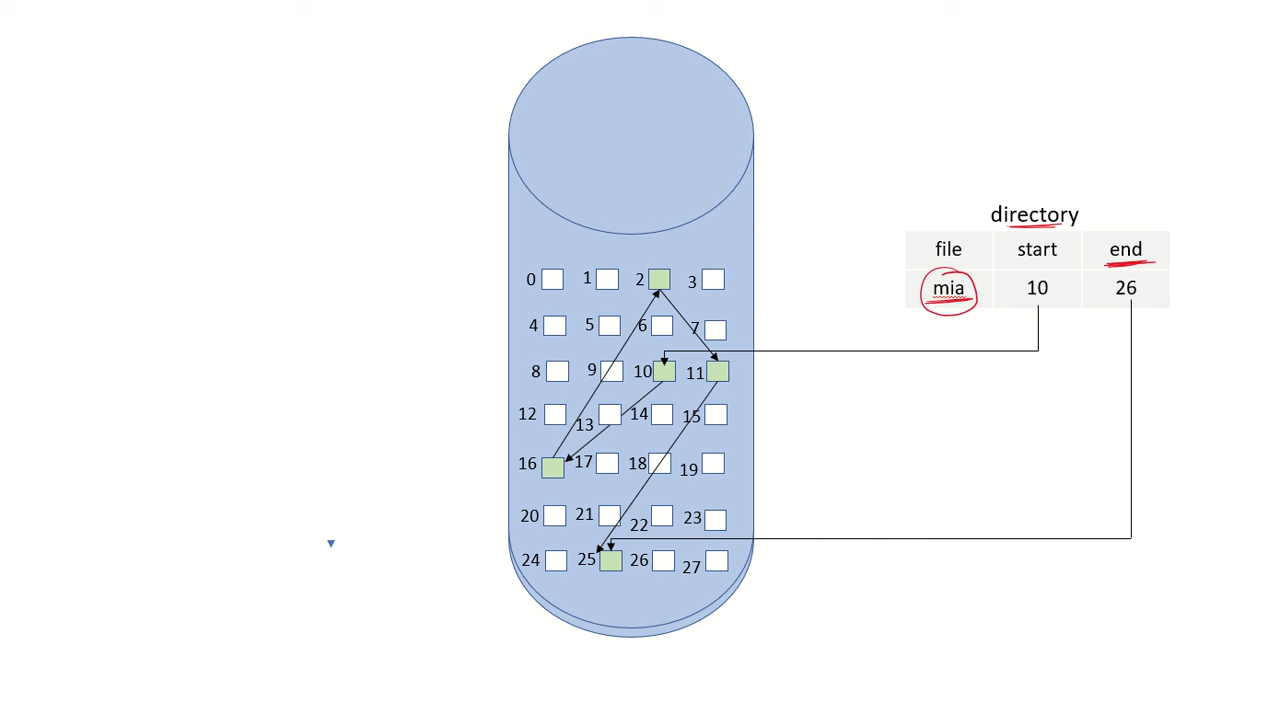 directory
file start end
mia 10 26
0 1 2 3
4 5 6 7
8 9 10 11
12 13 14 15
16 17 18 19
20 21 22 23
24 25 26 27